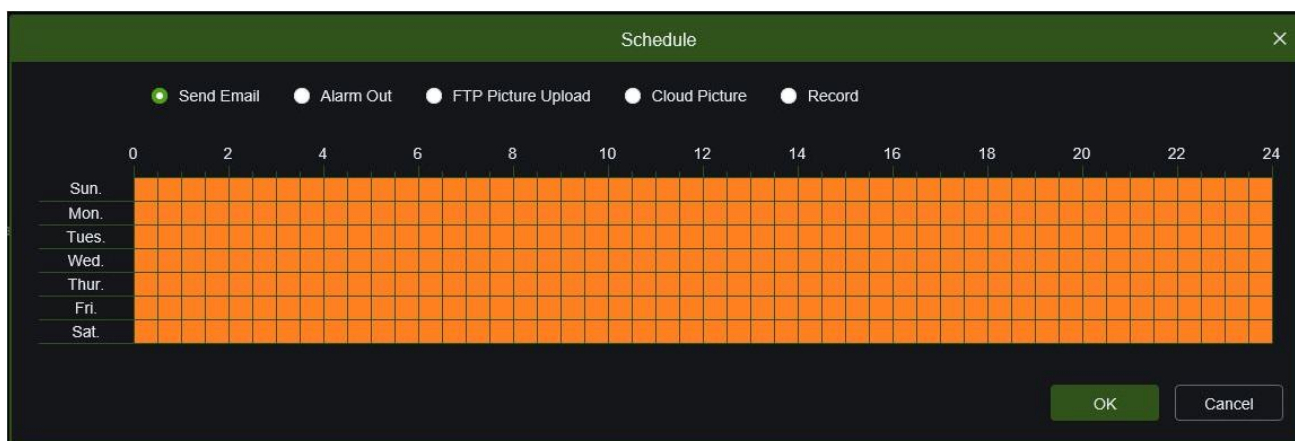 Schedule
Send Email Alarm Out FTP Picture Upload Cloud Picture Record
0 2 4 6 8 10 12 14 16 18 20 22 24
Sun.
Mon.
Tues.
Wed.
Thur.
Fri.
Sat.
OK Cancel